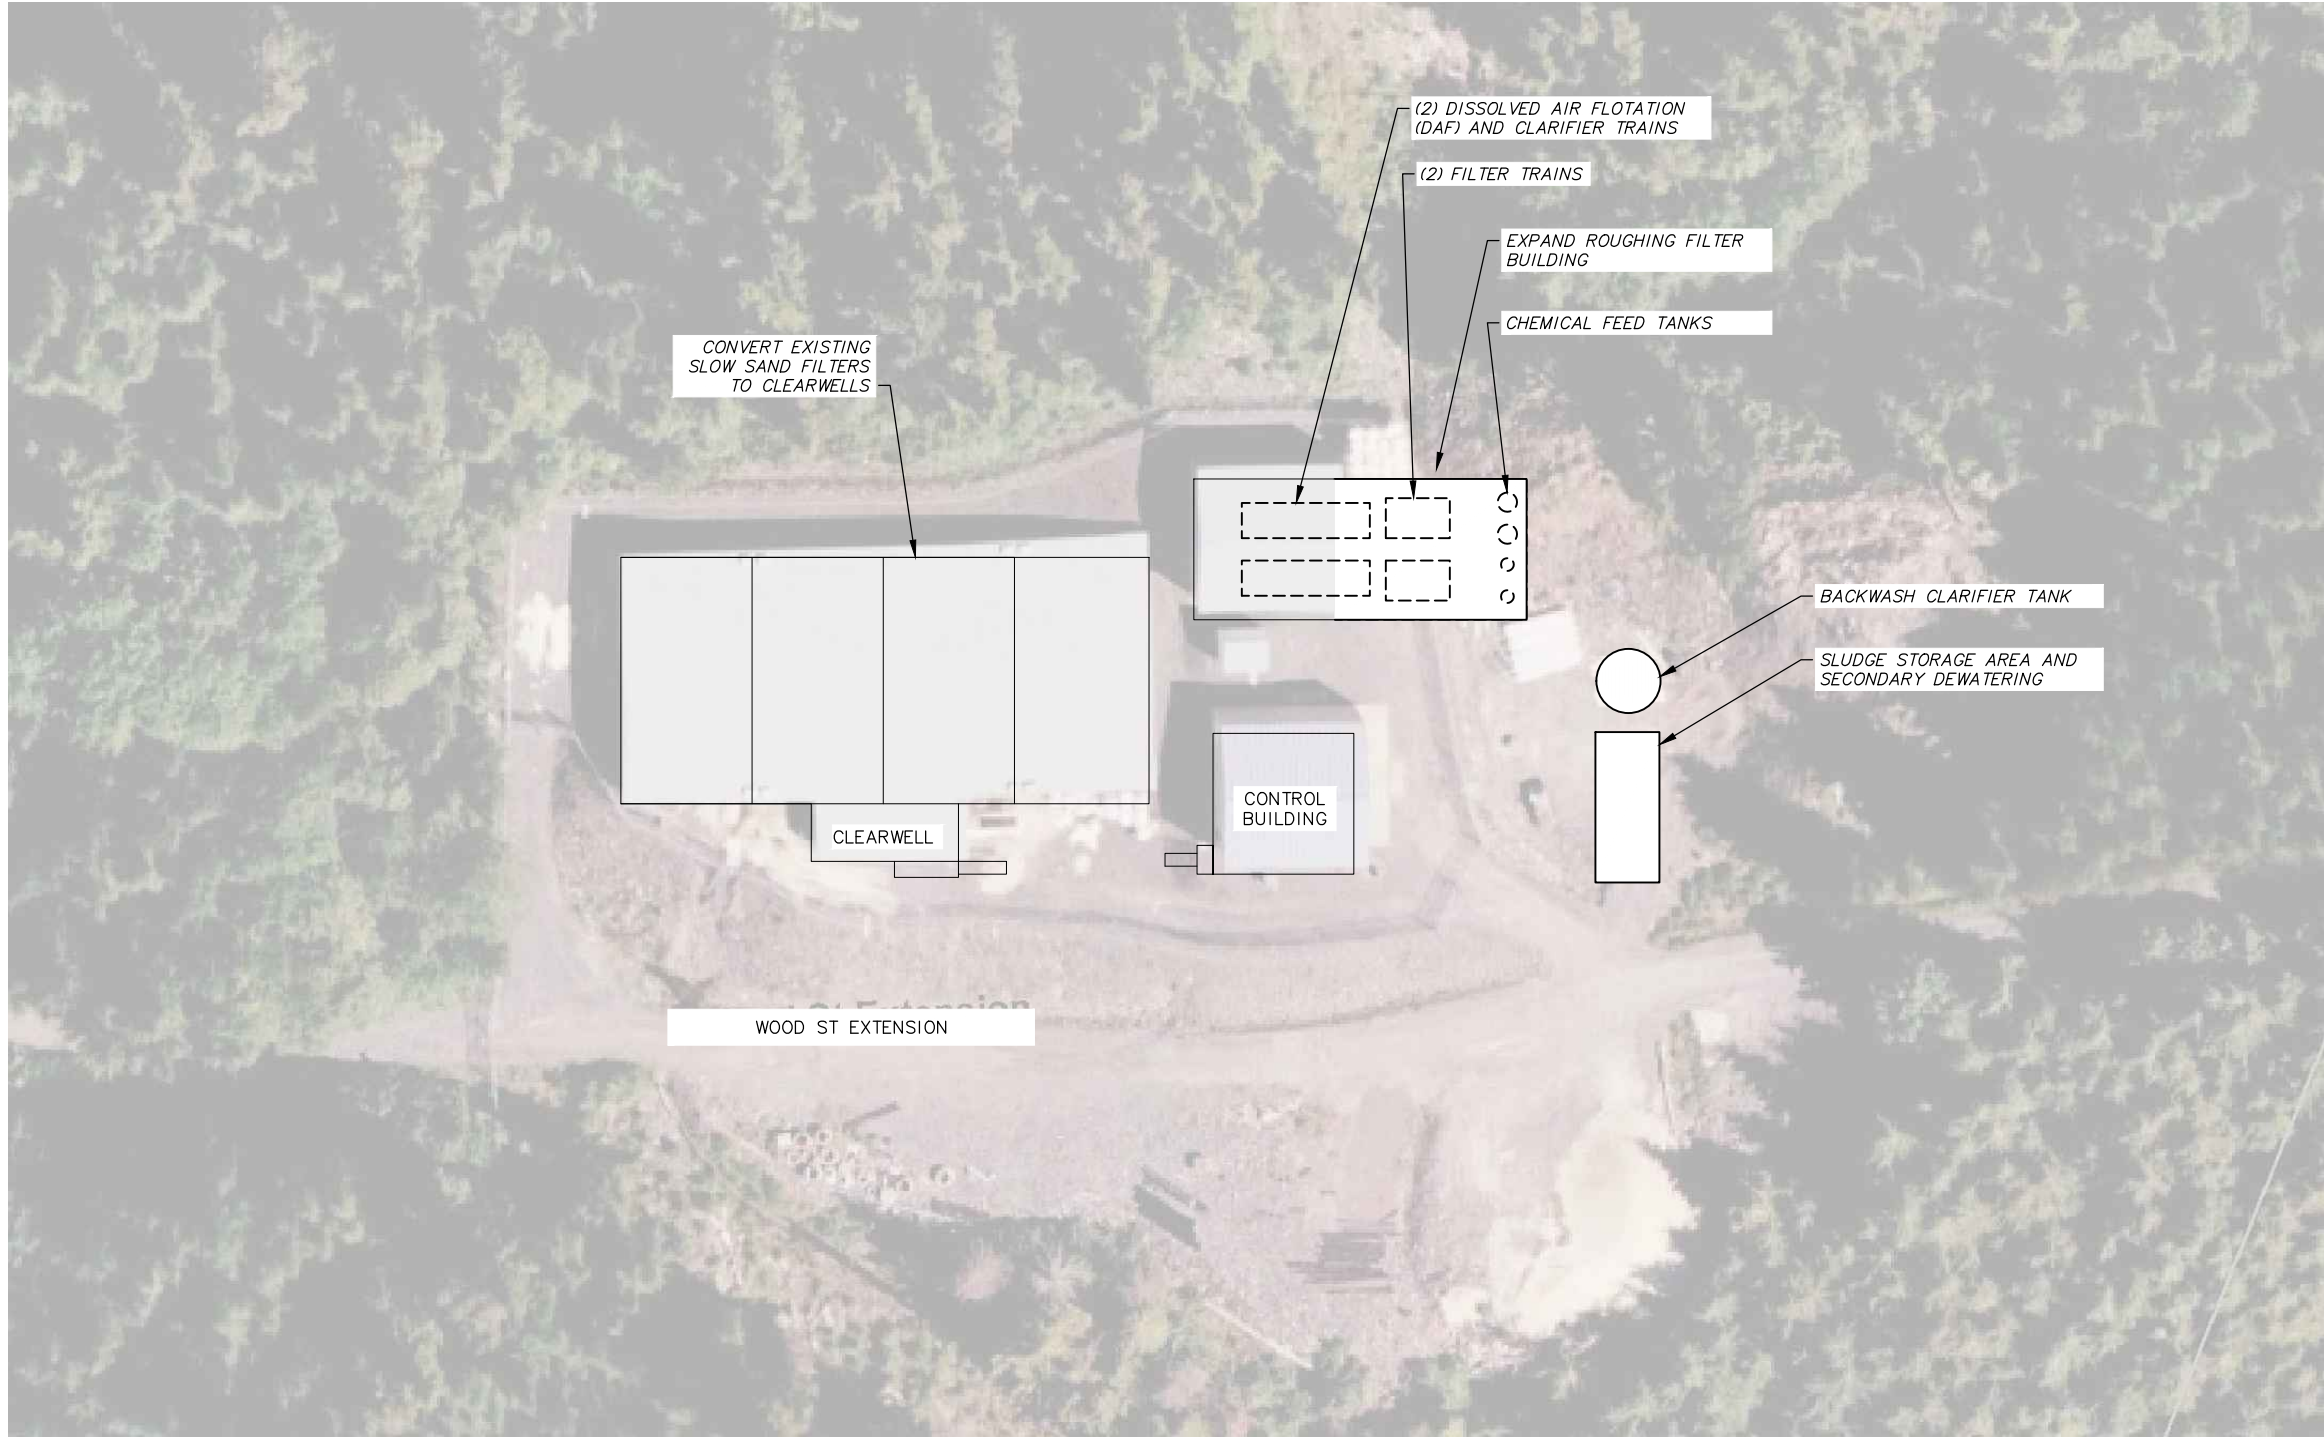 (2) DISSOLVED AIR FLOTATION
(DAF) AND CLARIFIER TRAINS
(2) FILTER TRAINS
EXPAND ROUGHING FILTER
BUILDING
CHEMICAL FEED TANKS
CONVERT EXISTING
SLOW SAND FILTERS
TO CLEARWELLS
BACKWASH CLARIFIER TANK
SLUDGE STORAGE AREA AND
SECONDARY DEWATERING
CONTROL
BUILDING
CLEARWELL
St Extension
WOOD ST EXTENSION